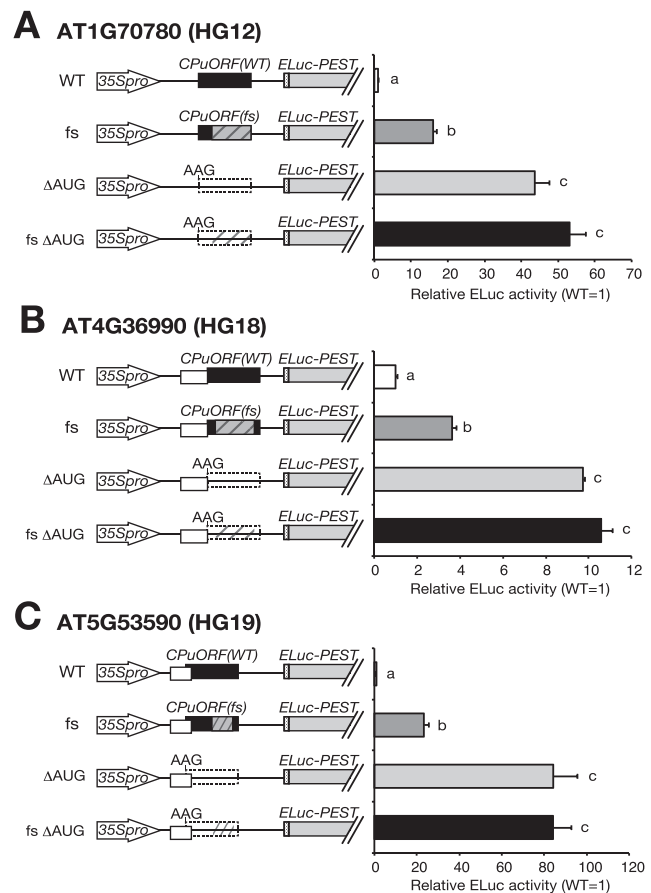 A AT1G70780 (HG12)
CPuORF(WT) ELuc-PEST
WT 35Spro a
CPuORF(fs) ELuc-PEST
fs 35Spro b
AAG ELuc-PEST
ΔAUG 35Spro c
AAG ELuc-PEST
fs ΔAUG 35Spro c
0 10 20 30 40 50 60 70
Relative ELuc activity (WT=1)
B AT4G36990 (HG18)
CPuORF(WT) ELuc-PEST
WT 35Spro a
CPuORF(fs) ELuc-PEST
fs 35Spro b
AAG ELuc-PEST
ΔAUG 35Spro c
AAG ELuc-PEST
fs ΔAUG 35Spro c
0 2 4 6 8 10 12
Relative ELuc activity (WT=1)
C AT5G53590 (HG19)
CPuORF(WT) ELuc-PEST
WT 35Spro a
CPuORF(fs) ELuc-PEST
fs 35Spro b
AAG ELuc-PEST
ΔAUG 35Spro c
AAG ELuc-PEST
fs ΔAUG 35Spro c
0 20 40 60 80 100 120
Relative ELuc activity (WT=1)